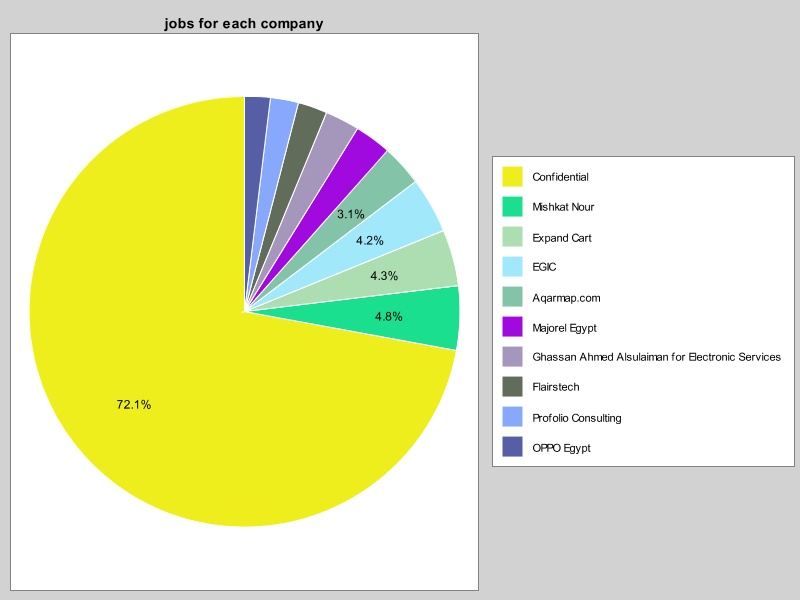 jobs for each company
3.1%
4.2%
4.3%
4.8%
72.1%
Confidential
Mishkat Nour
Expand Cart
EGIC
Aqarmap.com
Majorel Egypt
Ghassan Ahmed Alsulaiman for Electronic Services
Flairstech
Profolio Consulting
OPPO Egypt